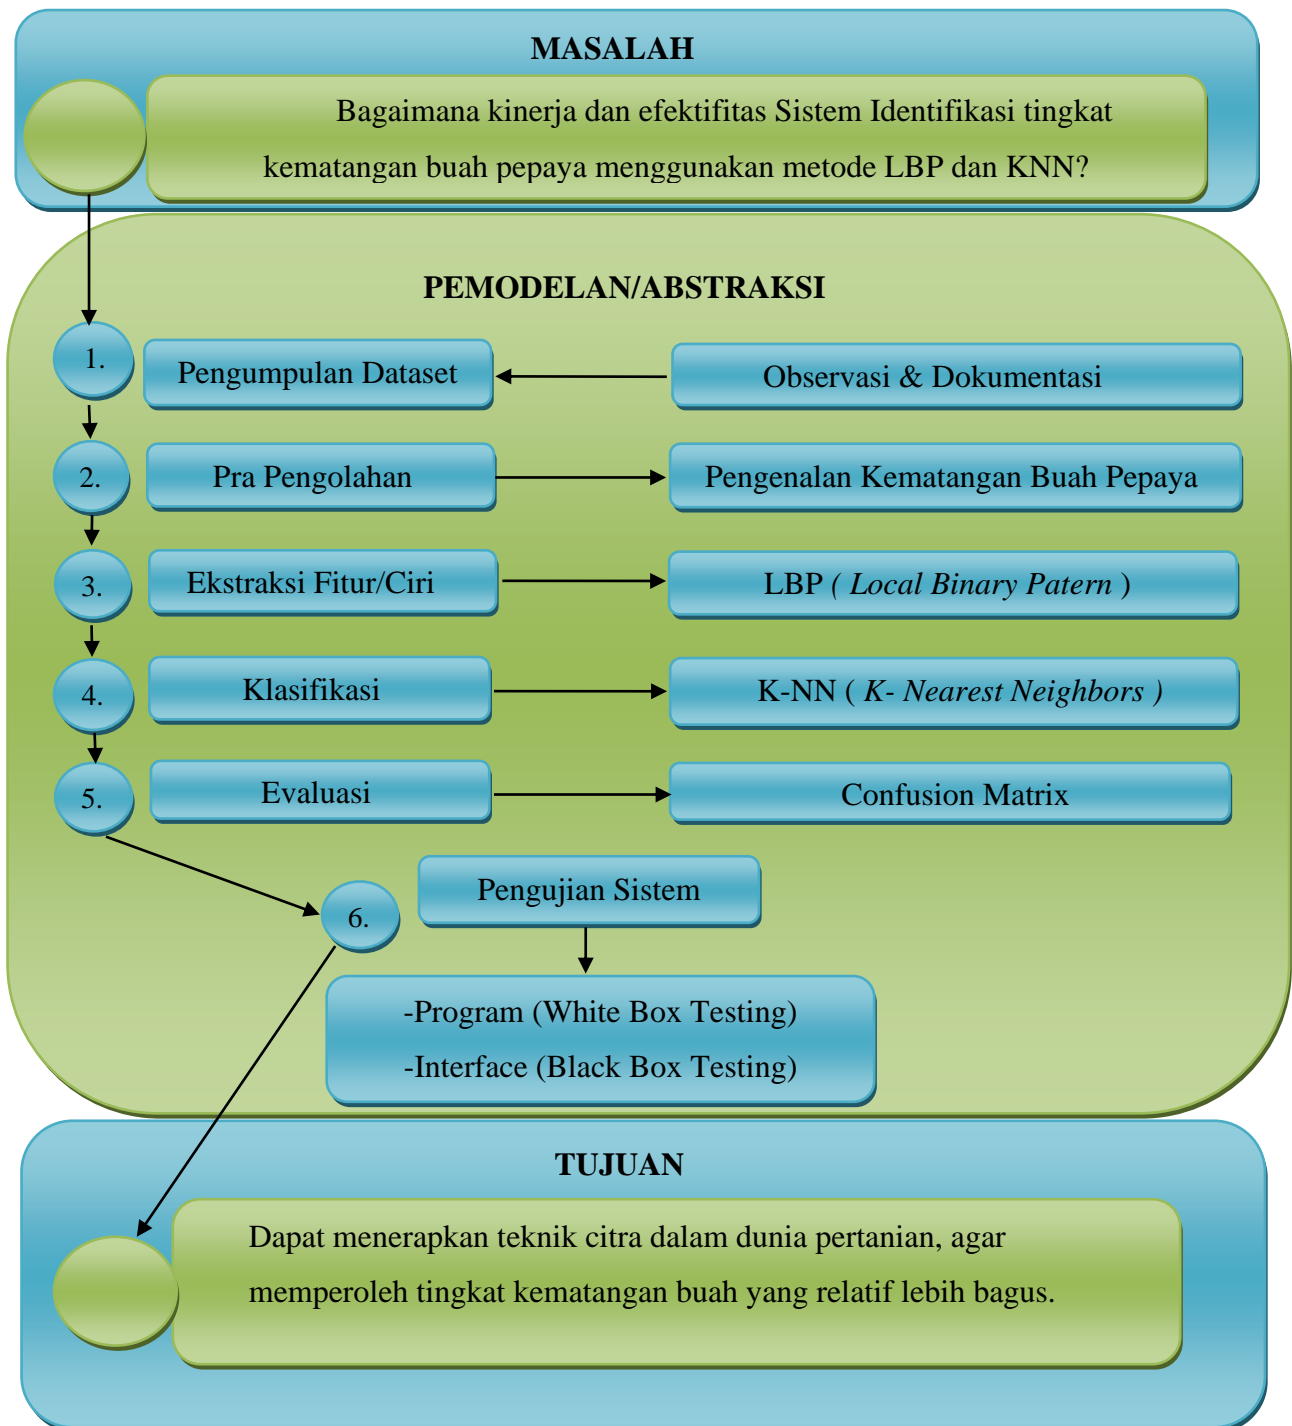 MASALAH
Bagaimana kinerja dan efektifitas Sistem Identifikasi tingkat
kematangan buah pepaya menggunakan metode LBP dan KNN?
PEMODELAN/ABSTRAKSI
1.
Pengumpulan Dataset
Observasi & Dokumentasi
2.
Pra Pengolahan
Pengenalan Kematangan Buah Pepaya
3.
Ekstraksi Fitur/Ciri
LBP ( Local Binary Patern )
4.
Klasifikasi
K-NN ( K- Nearest Neighbors )
5.
Evaluasi
Confusion Matrix
6.
Pengujian Sistem
-Program (White Box Testing)
-Interface (Black Box Testing)
TUJUAN
Dapat menerapkan teknik citra dalam dunia pertanian, agar
memperoleh tingkat kematangan buah yang relatif lebih bagus.